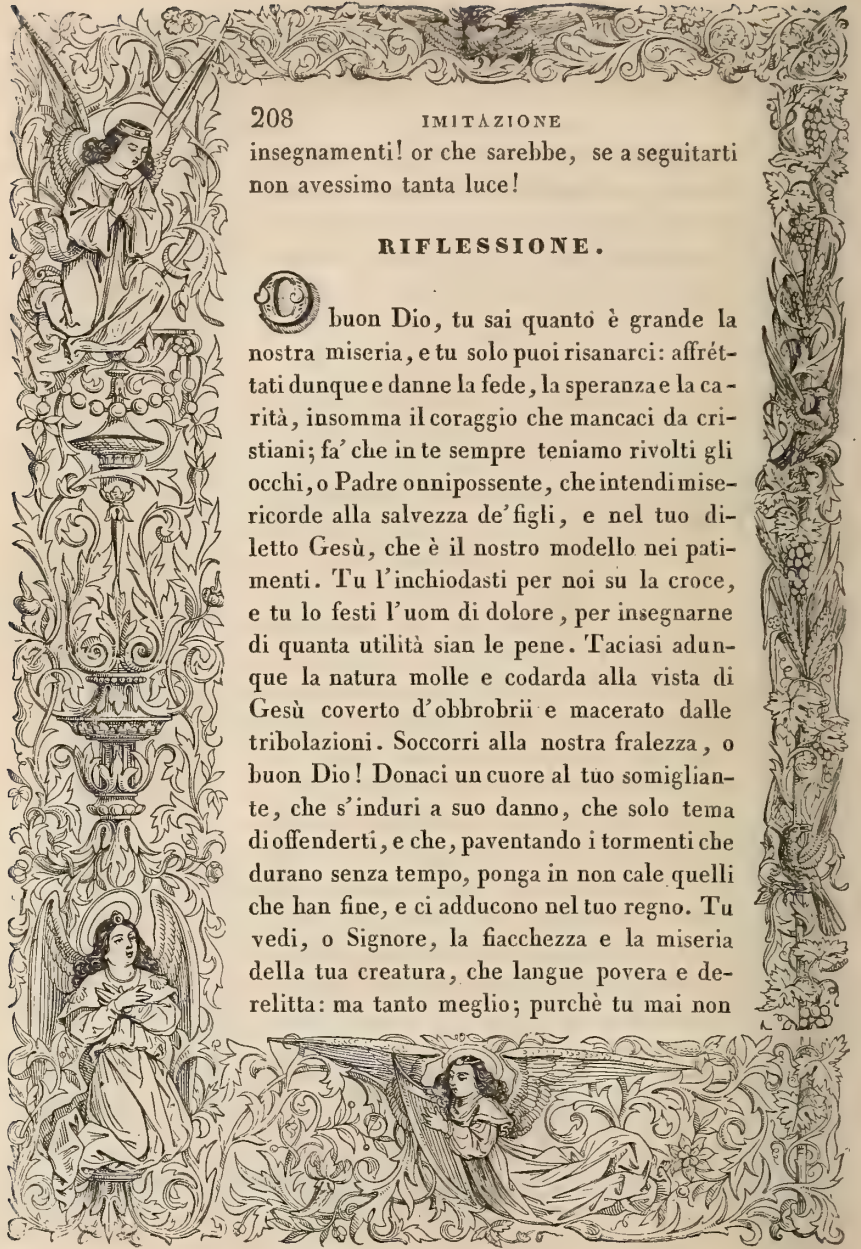 208 IMITAZIONE
insegnamenti! or che sarebbe, se a seguitarti
non avessimo tanta luce!
RIFLESSIONE.
O buon Dio, tu sai quanto è grande la
nostra miseria, e tu solo puoi risanarci: affrét-
tati dunque e danne la fede, la speranza e la ca-
rità, insomma il coraggio che mancaci da cri-
stiani; fa' che in te sempre teniamo rivolti gli
occhi, o Padre onnipossente, che intendi mise-
ricorde alla salvezza de' figli, e nel tuo di-
letto Gesù, che è il nostro modello nei pati-
menti. Tu l'inchiodasti per noi su la croce,
e tu lo festi l'uom di dolore, per insegnarne
di quanta utilità sian le pene. Taciasi adun-
que la natura molle e codarda alla vista di
Gesù coverto d'obbrobrii e macerato dalle
tribolazioni. Soccorri alla nostra fralezza, o
buon Dio! Donaci un cuore al tuo somiglian-
te, che s'induri a suo danno, che solo tema
di offenderti, e che, paventando i tormenti che
durano senza tempo, ponga in non cale quelli
che han fine, e ci adducono nel tuo regno. Tu
vedi, o Signore, la fiacchezza e la miseria
della tua creatura, che langue povera e de-
relitta: ma tanto meglio; purchè tu mai non